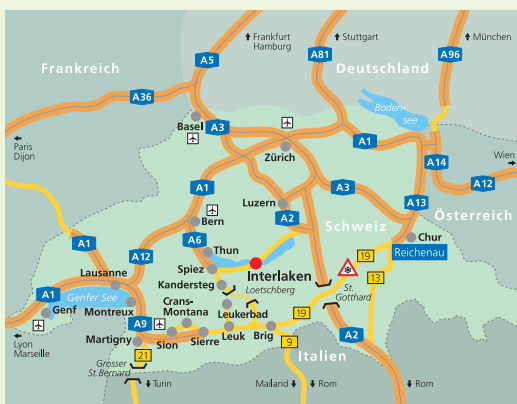 Frankfurt
Hamburg
Stuttgart
München
A5
A81
A96
Frankreich
Deutschland
A36
Boden-
see
Basel
A3
Zürich
A1
A14
Paris
Dijon
Wien
A12
A1
Luzern
A3
A13
A2
Bern
Schweiz
Österreich
A6
Thun
Chur
A1
A12
19
Reichenau
Interlaken
Spiez
Loetschberg
13
Lausanne
Kandersteg
St.
Gotthard
A1
Genfer See
Genf
Montreux
Crans-
Montana
Leukerbad
19
A9
Martigny
Sion
Sierre
Leuk
Brig
A2
Lyon
Marseille
21
9
Italien
Grosser
St.Bernard
Turin
Mailand
Rom
Rom